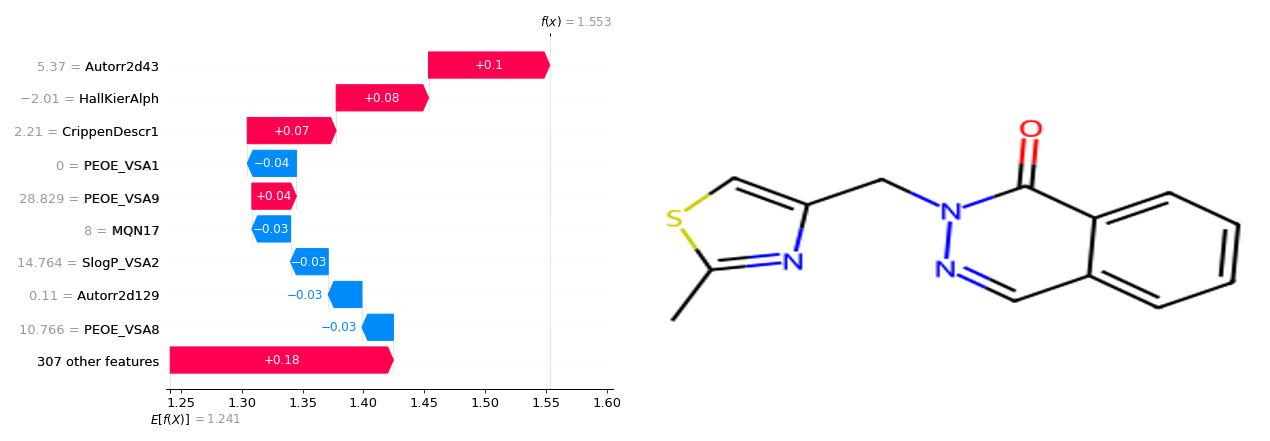 f(x) = 1.553
5.37 = Autorr2d43
+0.1
−2.01 = HallKierAlph
+0.08
2.21 = CrippenDescr1
+0.07
0 = PEOE_VSA1
−0.04
28.829 = PEOE_VSA9
+0.04
8 = MQN17
−0.03
14.764 = SlogP_VSA2
−0.03
0.11 = Autorr2d129
−0.03
10.766 = PEOE_VSA8
−0.03
307 other features
+0.18
1.25 1.30 1.35 1.40 1.45 1.50 1.55 1.60
E[f(X)] = 1.241
O
S
N
N
N